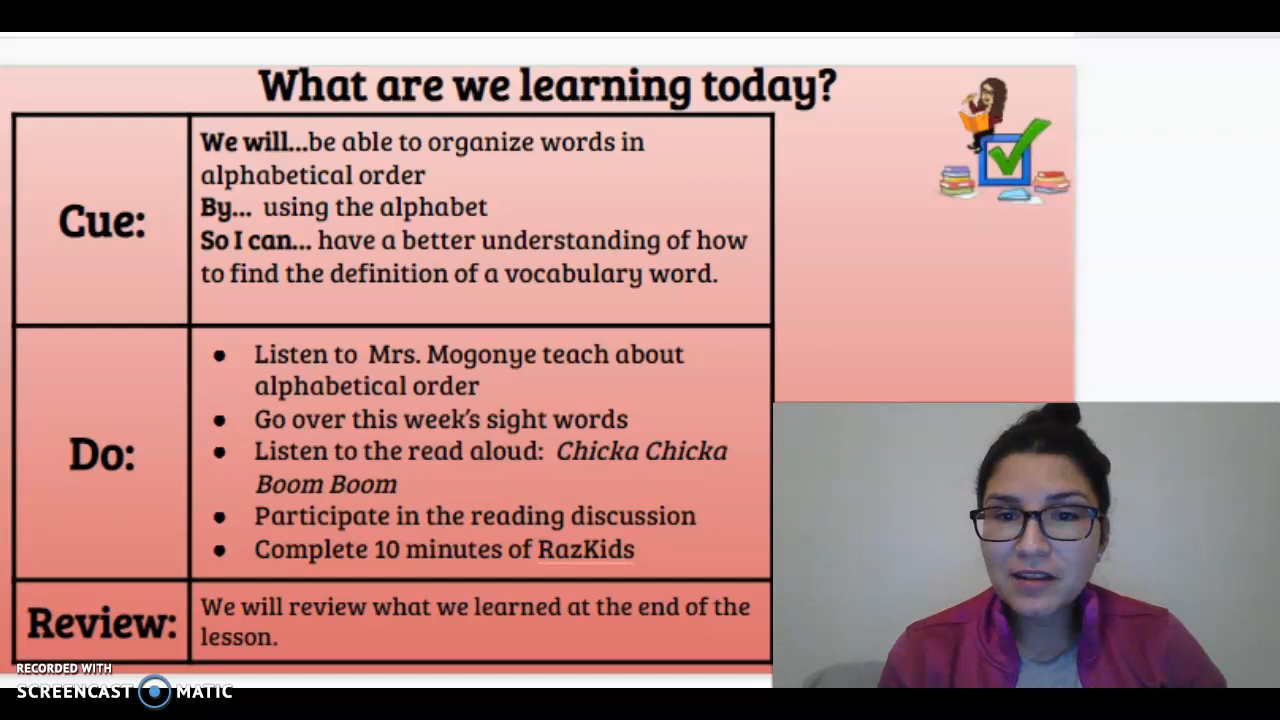 What are we learning today?
Cue:
We will...be able to organize words in
alphabetical order
By... using the alphabet
So I can... have a better understanding of how
to find the definition of a vocabulary word.
Do:
● Listen to Mrs. Mogonye teach about
alphabetical order
● Go over this week's sight words
● Listen to the read aloud: Chicka Chicka
Boom Boom
● Participate in the reading discussion
● Complete 10 minutes of RazKids
Review:
We will review what we learned at the end of the
lesson.
RECORDED WITH
SCREENCAST MATIC